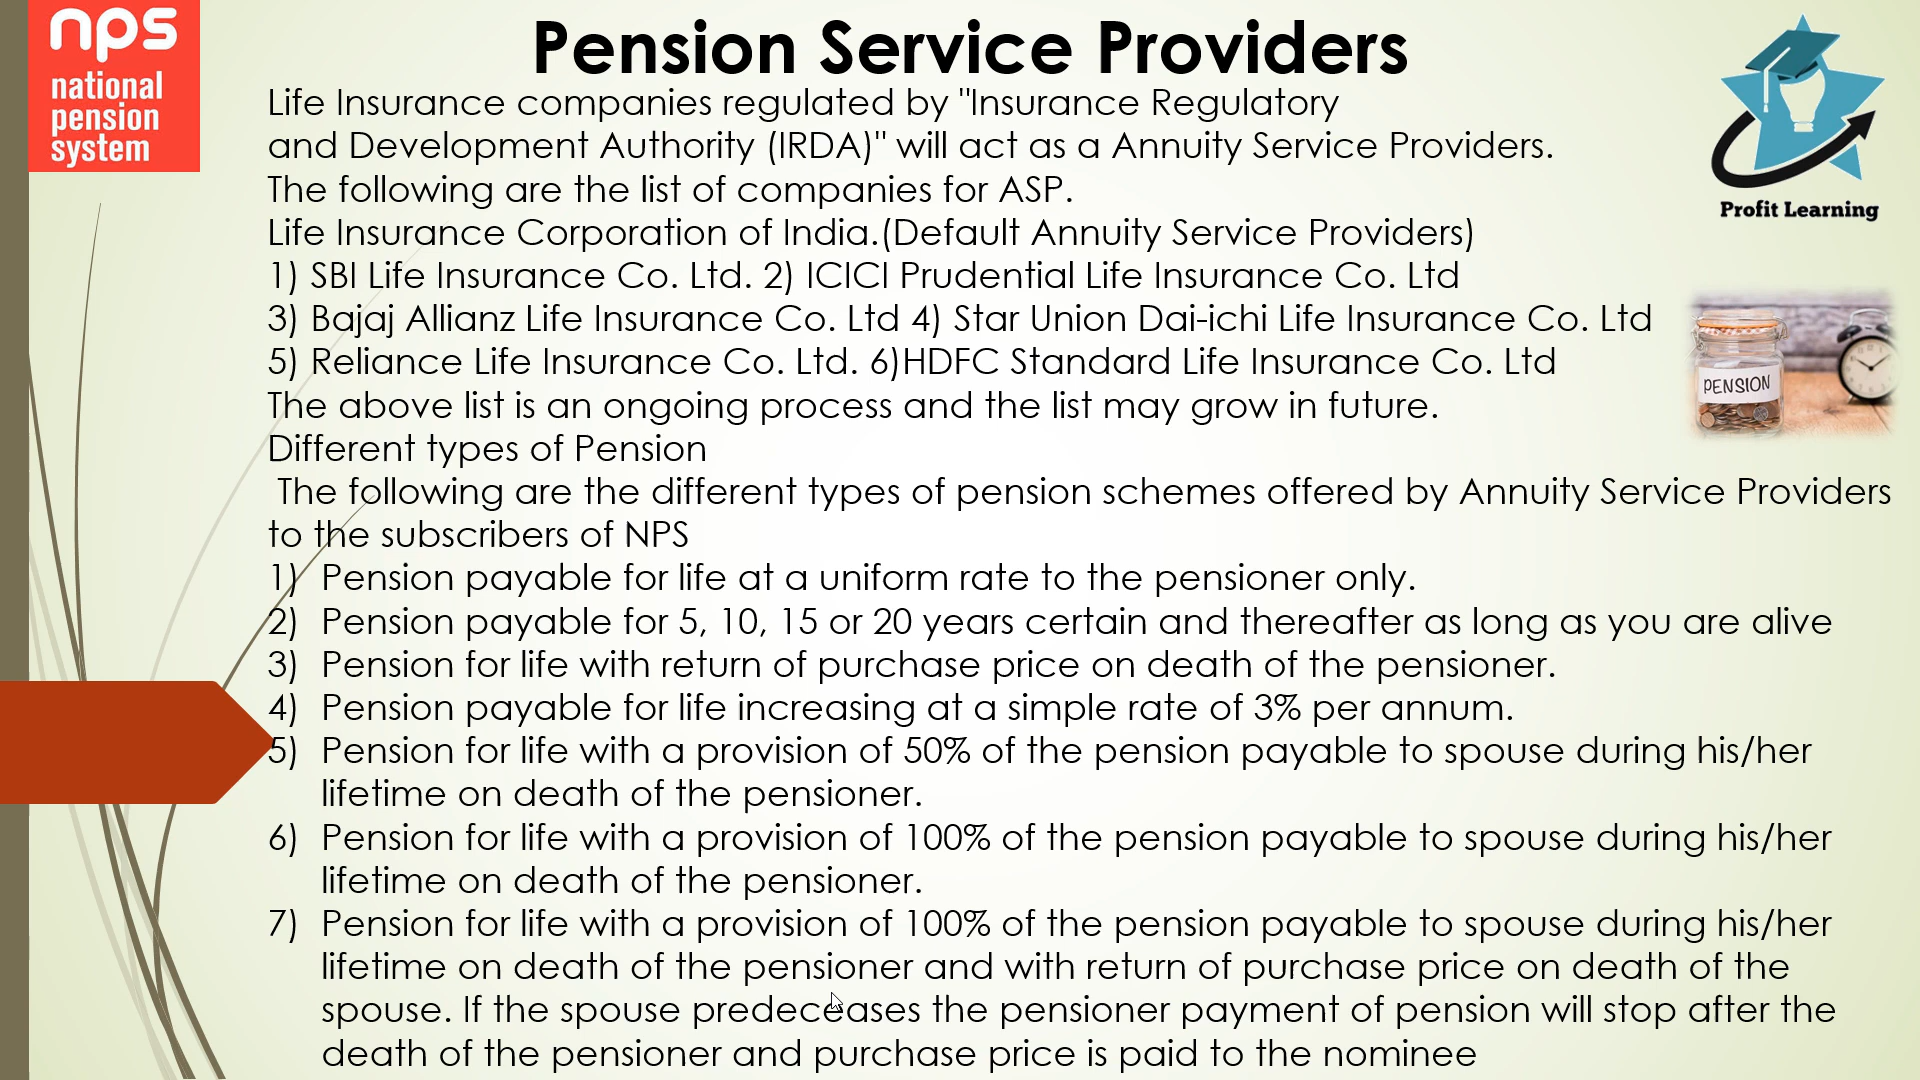 nps
national
pension
system
Pension Service Providers
Life Insurance companies regulated by "Insurance Regulatory
and Development Authority (IRDA)" will act as a Annuity Service Providers.
The following are the list of companies for ASP.
Life Insurance Corporation of India.(Default Annuity Service Providers)
1) SBI Life Insurance Co. Ltd. 2) ICICI Prudential Life Insurance Co. Ltd
3) Bajaj Allianz Life Insurance Co. Ltd 4) Star Union Dai-ichi Life Insurance Co. Ltd
5) Reliance Life Insurance Co. Ltd. 6)HDFC Standard Life Insurance Co. Ltd
The above list is an ongoing process and the list may grow in future.
Different types of Pension
The following are the different types of pension schemes offered by Annuity Service Providers
to the subscribers of NPS
1) Pension payable for life at a uniform rate to the pensioner only.
2) Pension payable for 5, 10, 15 or 20 years certain and thereafter as long as you are alive
3) Pension for life with return of purchase price on death of the pensioner.
4) Pension payable for life increasing at a simple rate of 3% per annum.
5) Pension for life with a provision of 50% of the pension payable to spouse during his/her
lifetime on death of the pensioner.
6) Pension for life with a provision of 100% of the pension payable to spouse during his/her
lifetime on death of the pensioner.
7) Pension for life with a provision of 100% of the pension payable to spouse during his/her
lifetime on death of the pensioner and with return of purchase price on death of the
spouse. If the spouse predeceases the pensioner payment of pension will stop after the
death of the pensioner and purchase price is paid to the nominee
Profit Learning
PENSION